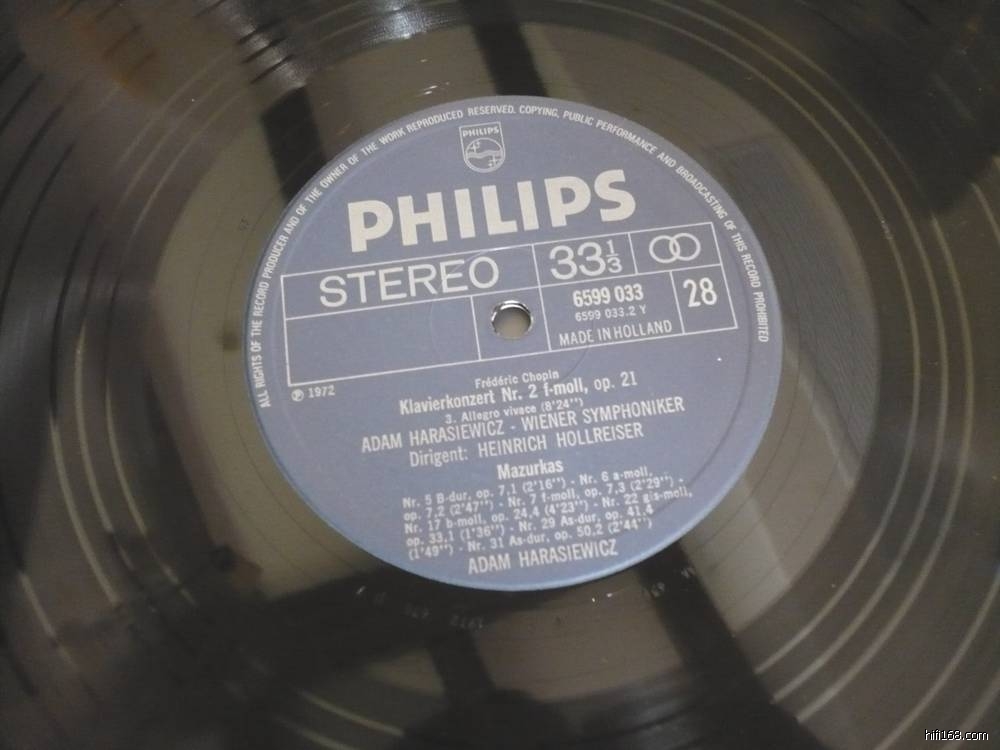 ALL RIGHTS OF THE RECORD PRODUCER AND OF THE OWNER OF THE WORK REPRODUCED RESERVED. COPYING, PUBLIC PERFORMANCE AND BROADCASTING OF THIS RECORD PROHIBITED
PHILIPS
PHILIPS
STEREO
33 1/3
6599 033
6599 033.2 Y
28
MADE IN HOLLAND
℗ 1972
Frédéric Chopin
Klavierkonzert Nr. 2 f-moll, op. 21
3. Allegro vivace (8'24'')
ADAM HARASIEWICZ - WIENER SYMPHONIKER
Dirigent: HEINRICH HOLLREISER
Mazurkas
Nr. 5 B-dur, op. 7,1 (2'16'') - Nr. 6 a-moll,
op. 7,2 (2'47'') - Nr. 7 f-moll, op. 7,3 (2'29'') -
Nr. 17 b-moll, op. 24,4 (4'23'') - Nr. 22 gis-moll,
op. 33,1 (1'36'') - Nr. 29 As-dur, op. 41,4
(1'49'') - Nr. 31 As-dur, op. 50,2 (2'44'')
ADAM HARASIEWICZ
hifi168.com